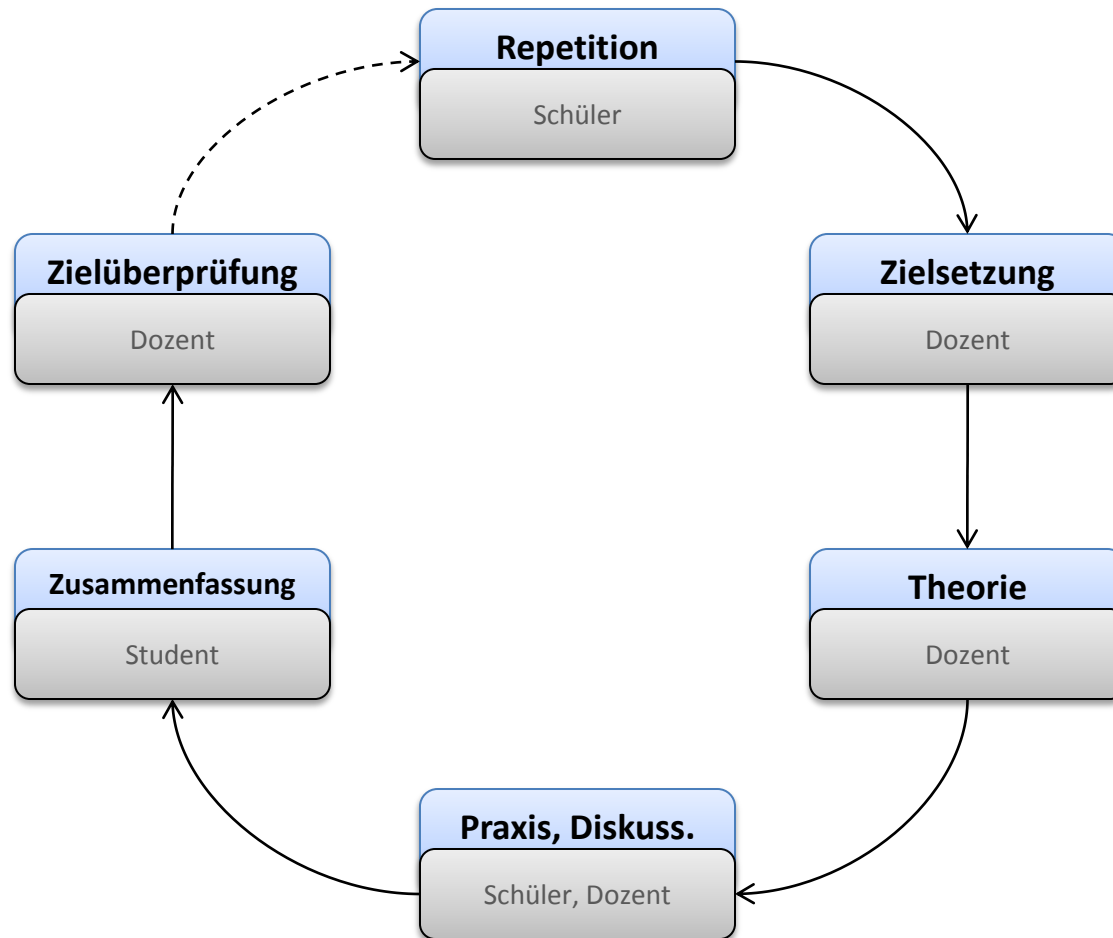 Repetition
Schüler
Zielüberprüfung
Dozent
Zielsetzung
Dozent
Zusammenfassung
Student
Theorie
Dozent
Praxis, Diskuss.
Schüler, Dozent